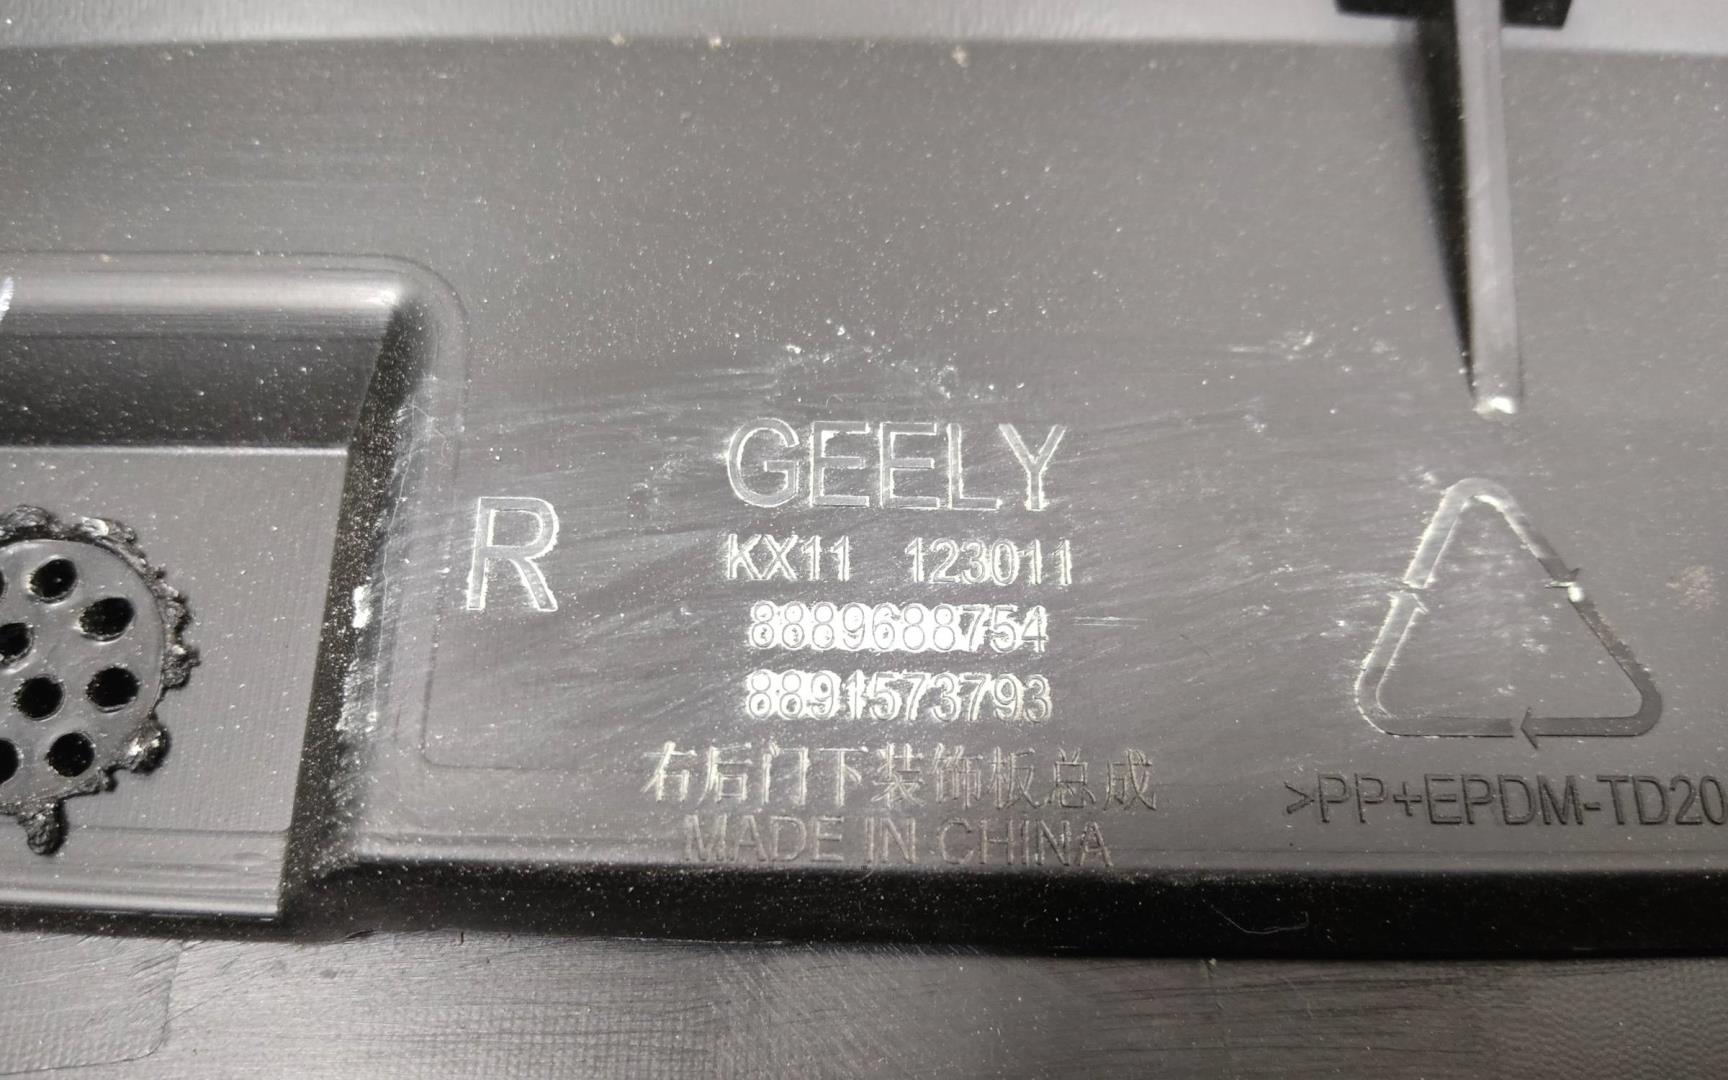 GEELY
R
KX11 123011
8889688754
8891573793
右后门下装饰板总成
MADE IN CHINA
>PP+EPDM-TD20